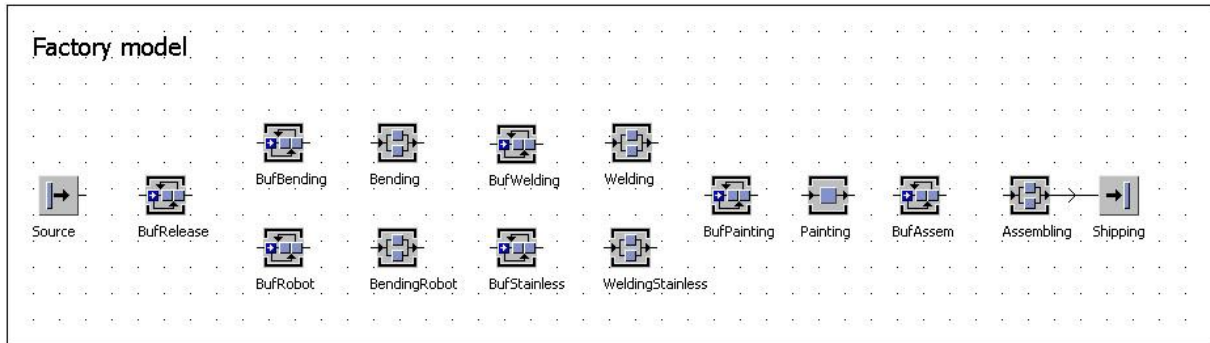 Factory model
BufBending Bending BufWelding Welding
Source BufRelease BufPainting Painting BufAssem Assembling Shipping
BufRobot BendingRobot BufStainless WeldingStainless